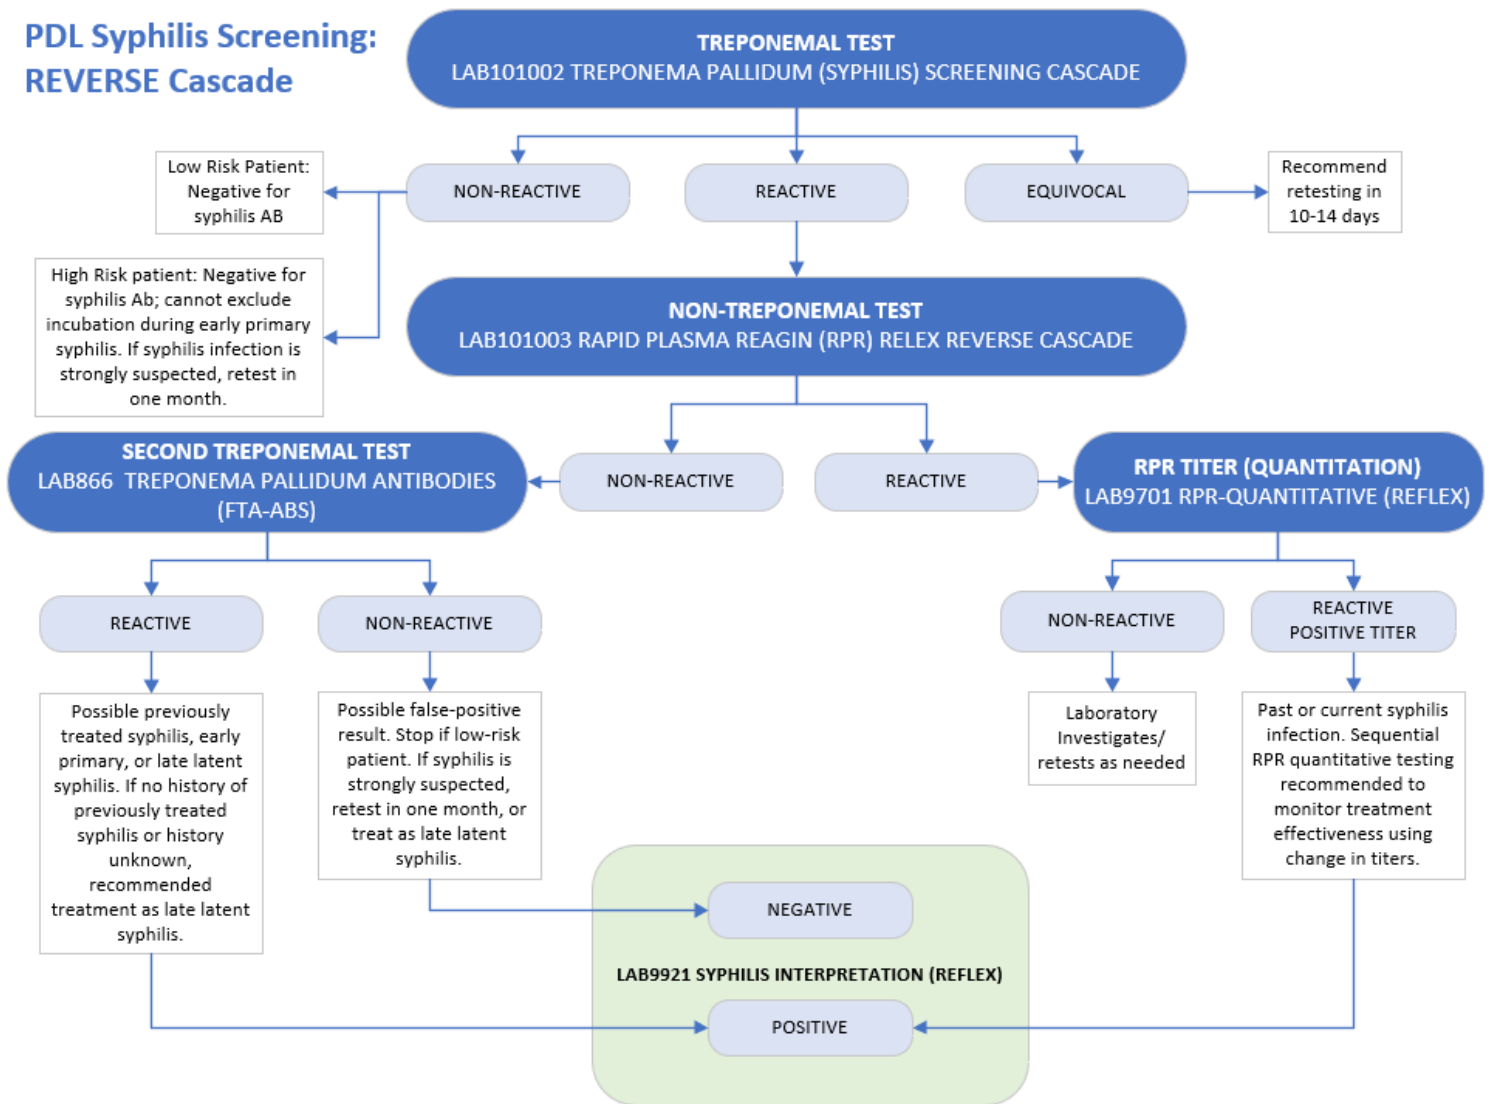 PDL Syphilis Screening:
REVERSE Cascade
TREPONEMAL TEST
LAB101002 TREPONEMA PALLIDUM (SYPHILIS) SCREENING CASCADE
Low Risk Patient:
Negative for
syphilis AB
NON-REACTIVE
REACTIVE
EQUIVOCAL
Recommend
retesting in
10-14 days
High Risk patient: Negative for
syphilis Ab; cannot exclude
incubation during early primary
syphilis. If syphilis infection is
strongly suspected, retest in
one month.
NON-TREPONEMAL TEST
LAB101003 RAPID PLASMA REAGIN (RPR) RELEX REVERSE CASCADE
SECOND TREPONEMAL TEST
LAB866  TREPONEMA PALLIDUM ANTIBODIES
(FTA-ABS)
NON-REACTIVE
REACTIVE
RPR TITER (QUANTITATION)
LAB9701 RPR-QUANTITATIVE (REFLEX)
REACTIVE
NON-REACTIVE
NON-REACTIVE
REACTIVE
POSITIVE TITER
Possible previously
treated syphilis, early
primary, or late latent
syphilis. If no history of
previously treated
syphilis or history
unknown,
recommended
treatment as late latent
syphilis.
Possible false-positive
result. Stop if low-risk
patient. If syphilis is
strongly suspected,
retest in one month, or
treat as late latent
syphilis.
Laboratory
Investigates/
retests as needed
Past or current syphilis
infection. Sequential
RPR quantitative testing
recommended to
monitor treatment
effectiveness using
change in titers.
NEGATIVE
LAB9921 SYPHILIS INTERPRETATION (REFLEX)
POSITIVE